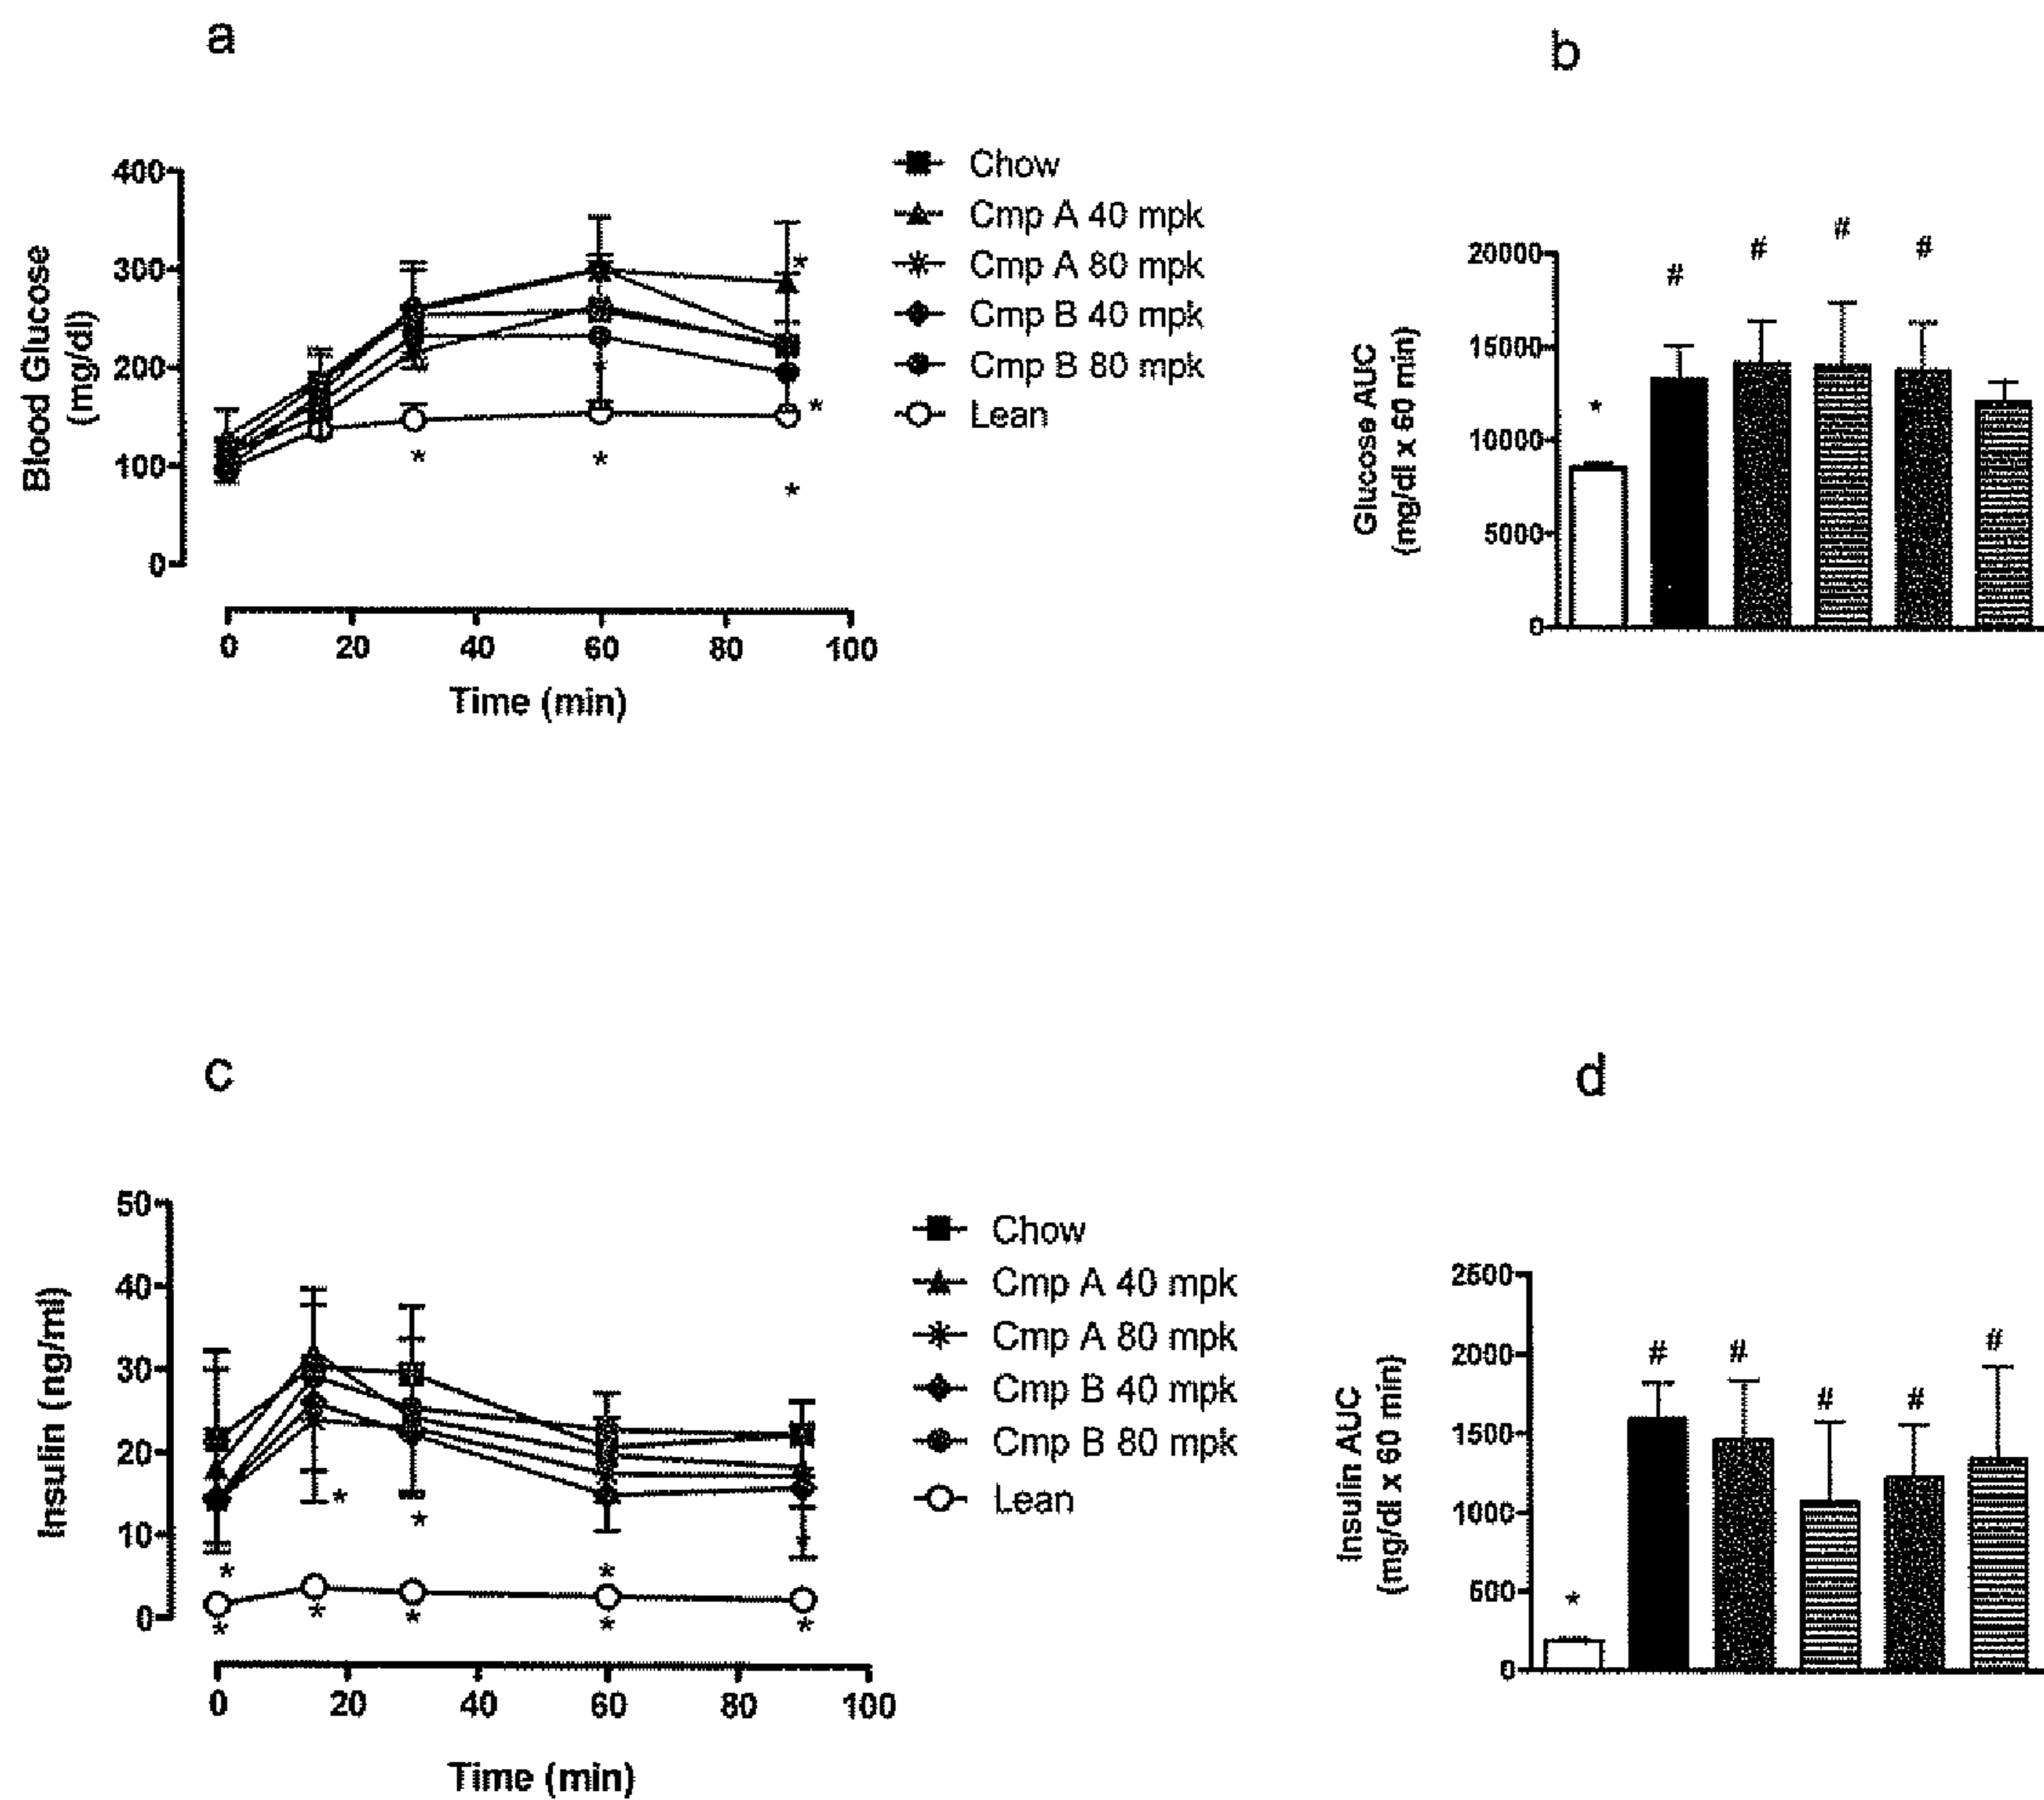 a
400
300
200
100
0
Blood Glucose
(mg/dl)
* * * * * *
0 20 40 60 80 100
Time (min)
Chow
Cmp A 40 mpk
Cmp A 80 mpk
Cmp B 40 mpk
Cmp B 80 mpk
Lean
b
20000
15000
10000
5000
0
Glucose AUC
(mg/dl x 60 min)
* # # # #
c
50
40
30
20
10
0
Insulin (ng/ml)
* * * * *
* * * * *
0 20 40 60 80 100
Time (min)
Chow
Cmp A 40 mpk
Cmp A 80 mpk
Cmp B 40 mpk
Cmp B 80 mpk
Lean
d
2500
2000
1500
1000
500
0
Insulin AUC
(mg/dl x 60 min)
* # # # # #